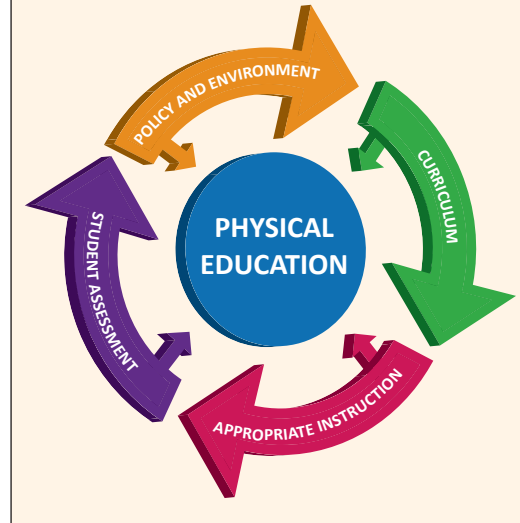 POLICY AND ENVIRONMENT
CURRICULUM
PHYSICAL
EDUCATION
STUDENT ASSESSMENT
APPROPRIATE INSTRUCTION